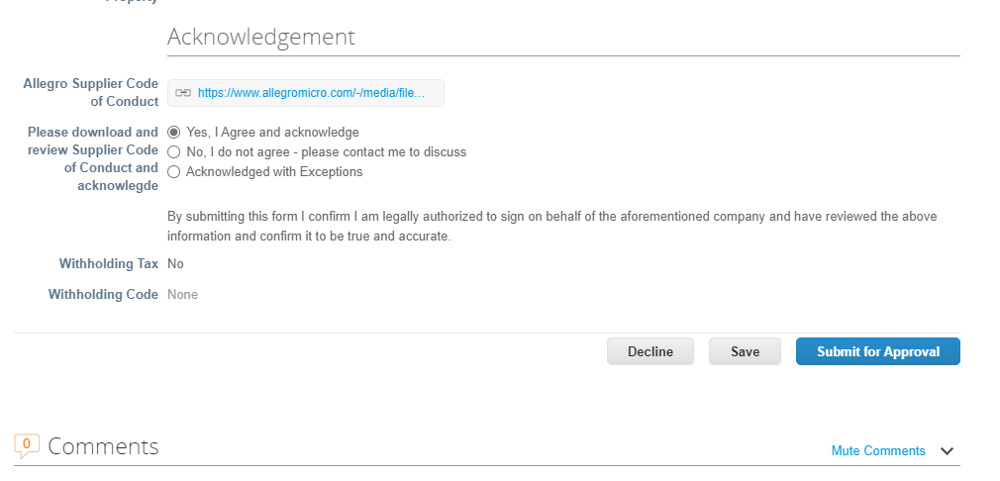 Acknowledgement
Allegro Supplier Code
of Conduct
https://www.allegromicro.com/-/media/file...
Please download and
review Supplier Code
of Conduct and
acknowlegde
Yes, I Agree and acknowledge
No, I do not agree - please contact me to discuss
Acknowledged with Exceptions
By submitting this form I confirm I am legally authorized to sign on behalf of the aforementioned company and have reviewed the above
information and confirm it to be true and accurate.
Withholding Tax No
Withholding Code None
Decline Save Submit for Approval
0 Comments
Mute Comments